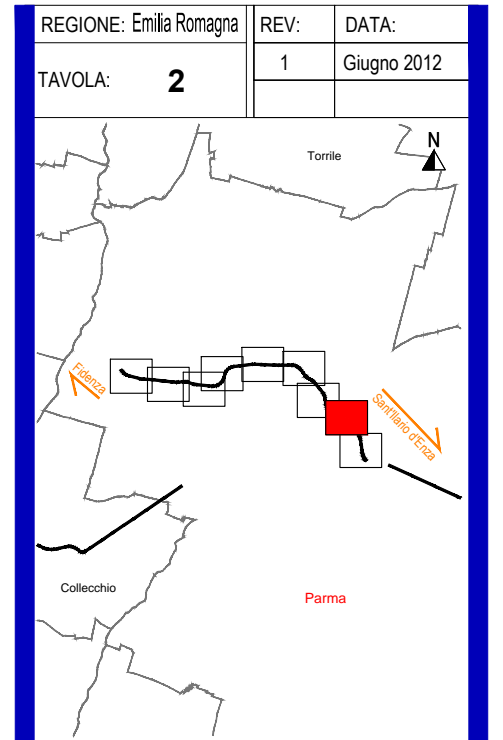 REGIONE: Emilia Romagna REV: DATA:
TAVOLA: 2 1 Giugno 2012
Torrile
N
Fidenza
Sant'Ilario d'Enza
Collecchio
Parma